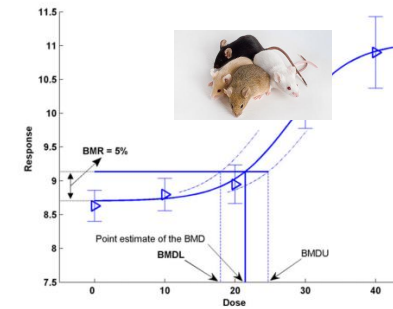 11.5
11
10.5
10
9.5
9
8.5
8
7.5
Response
BMR = 5%
Point estimate of the BMD
BMDL
BMDU
0
10
20
30
40
Dose